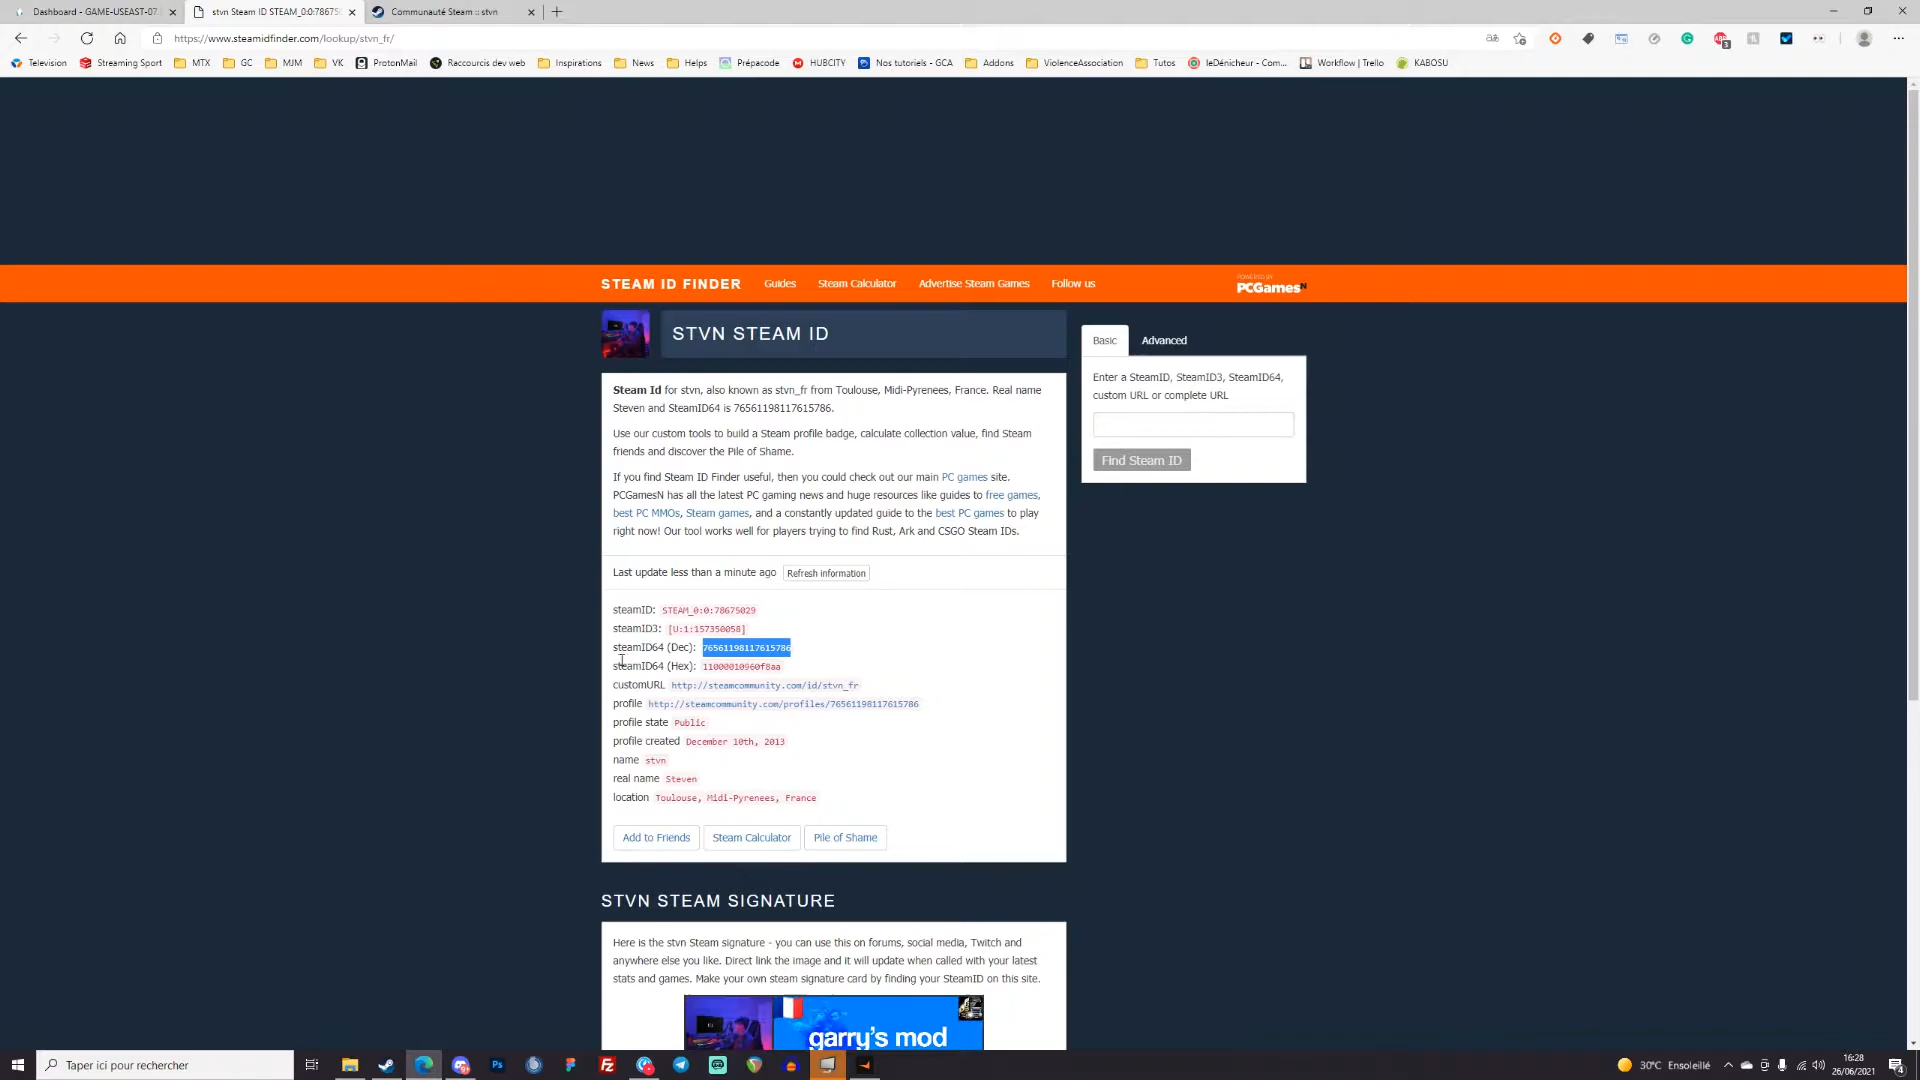 Dashboard - GAME-USEAST-07.
stvn Steam ID STEAM_0:0:78675
Communauté Steam :: stvn
https://www.steamidfinder.com/lookup/stvn_fr/
Television
Streaming Sport
MTX
GC
MJM
VK
ProtonMail
Raccourcis dev web
Inspirations
News
Helps
Prépacode
HUBCITY
Nos tutoriels - GCA
Addons
ViolenceAssociation
Tutos
leDénicheur - Com...
Workflow | Trello
KABOSU
STEAM ID FINDER
Guides
Steam Calculator
Advertise Steam Games
Follow us
POWERED BY
PCGamesN
STVN STEAM ID
Steam Id for stvn, also known as stvn_fr from Toulouse, Midi-Pyrenees, France. Real name
Steven and SteamID64 is 76561198117615786.
Use our custom tools to build a Steam profile badge, calculate collection value, find Steam
friends and discover the Pile of Shame.
If you find Steam ID Finder useful, then you could check out our main PC games site.
PCGamesN has all the latest PC gaming news and huge resources like guides to free games,
best PC MMOs, Steam games, and a constantly updated guide to the best PC games to play
right now! Our tool works well for players trying to find Rust, Ark and CSGO Steam IDs.
Last update less than a minute ago
Refresh information
steamID: STEAM_0:0:78675029
steamID3: [U:1:157350058]
steamID64 (Dec): 76561198117615786
steamID64 (Hex): 11000010960f8aa
customURL http://steamcommunity.com/id/stvn_fr
profile http://steamcommunity.com/profiles/76561198117615786
profile state Public
profile created December 10th, 2013
name stvn
real name Steven
location Toulouse, Midi-Pyrenees, France
Add to Friends
Steam Calculator
Pile of Shame
Basic
Advanced
Enter a SteamID, SteamID3, SteamID64,
custom URL or complete URL
Find Steam ID
STVN STEAM SIGNATURE
Here is the stvn Steam signature - you can use this on forums, social media, Twitch and
anywhere else you like. Direct link the image and it will update when called with your latest
stats and games. Make your own steam signature card by finding your SteamID on this site.
garry's mod
Taper ici pour rechercher
Ps
30°C Ensoleillé
16:28
26/06/2021